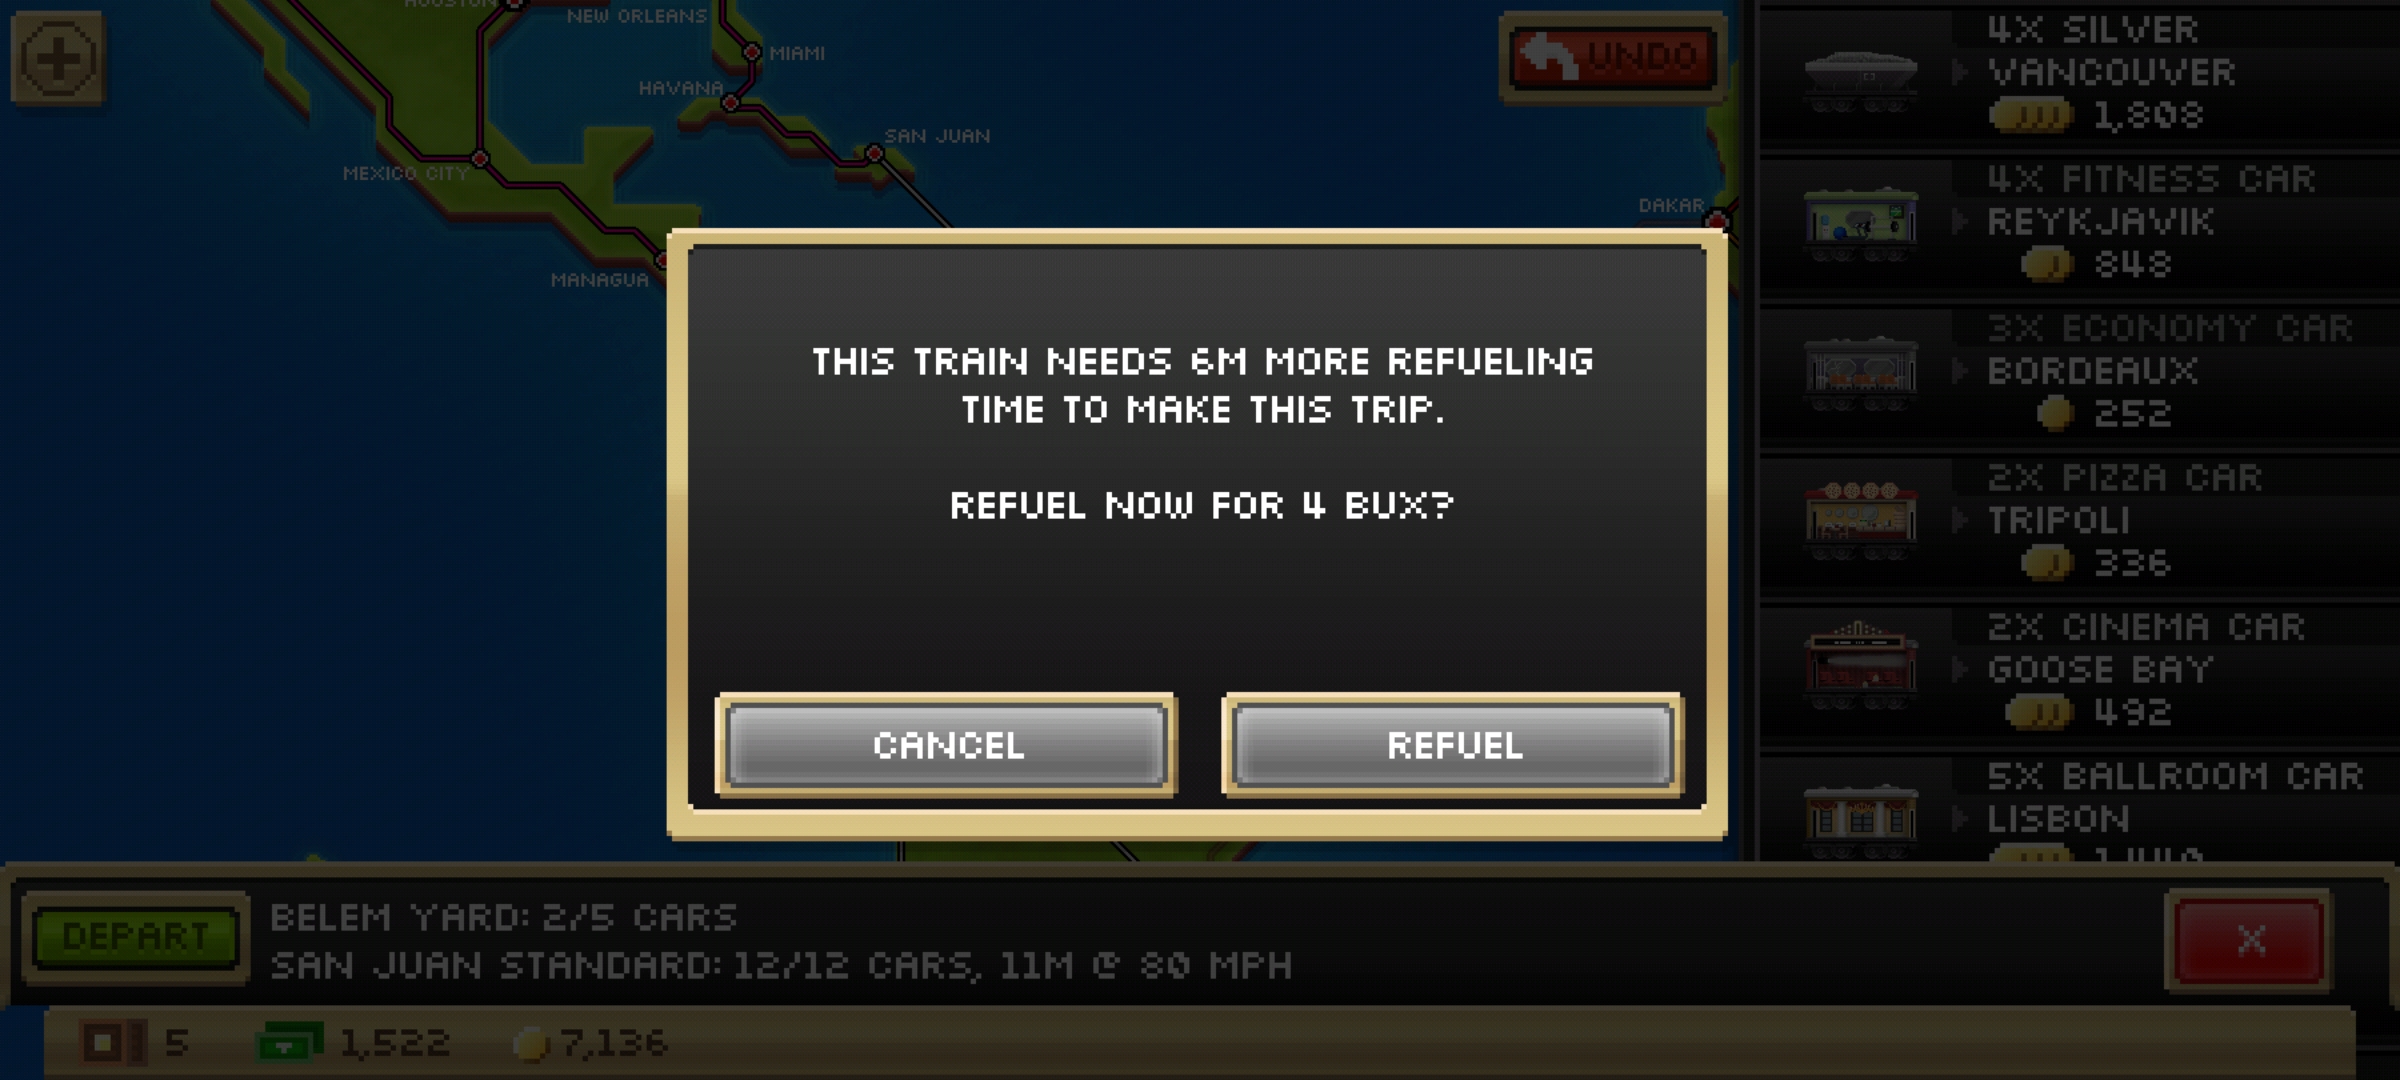 HOUSTON
NEW ORLEANS
MIAMI
HAVANA
SAN JUAN
MEXICO CITY
MANAGUA
DAKAR
UNDO
4X SILVER
VANCOUVER
1,808
4X FITNESS CAR
REYKJAVIK
848
3X ECONOMY CAR
BORDEAUX
252
2X PIZZA CAR
TRIPOLI
336
2X CINEMA CAR
GOOSE BAY
492
5X BALLROOM CAR
LISBON
THIS TRAIN NEEDS 6M MORE REFUELING
TIME TO MAKE THIS TRIP.
REFUEL NOW FOR 4 BUX?
CANCEL
REFUEL
DEPART
BELEM YARD: 2/5 CARS
SAN JUAN STANDARD: 12/12 CARS, 11M @ 80 MPH
X
5
1,522
7,136